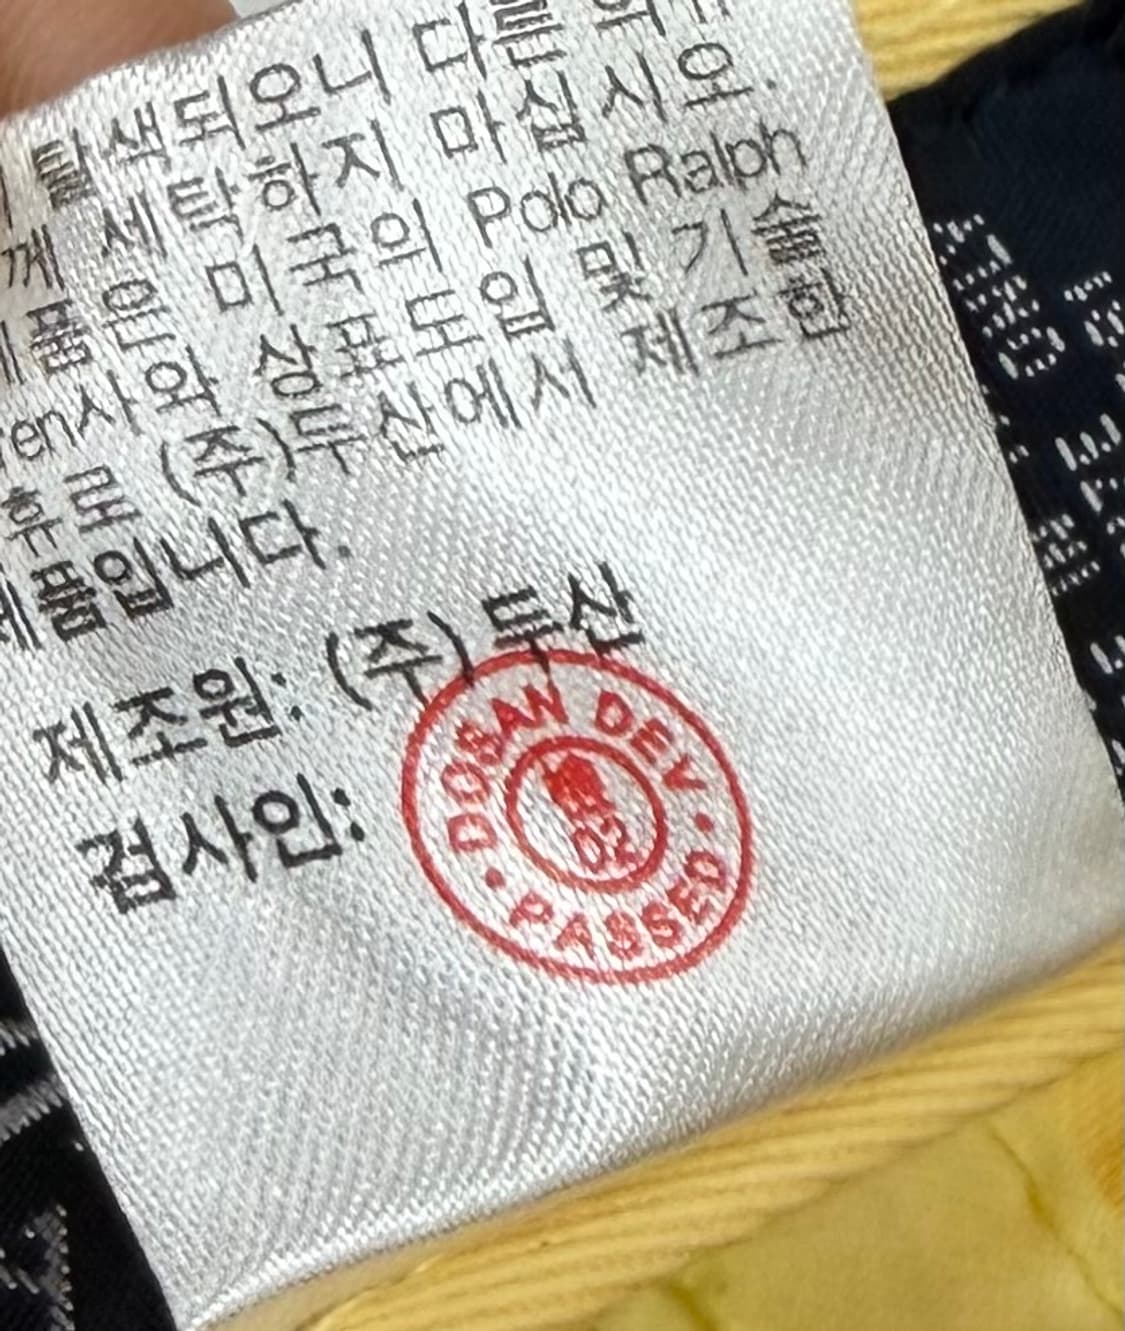 탈색되오니 다른
께 세탁하지 마십시오.
제품은 미국의 Polo Ralph
ren사와 상표도입 및 기술
휴로 (주)두산에서 제조한
제품입니다.
제조원: (주)두산
검사인:
DOSAN DEV
02
PASSED